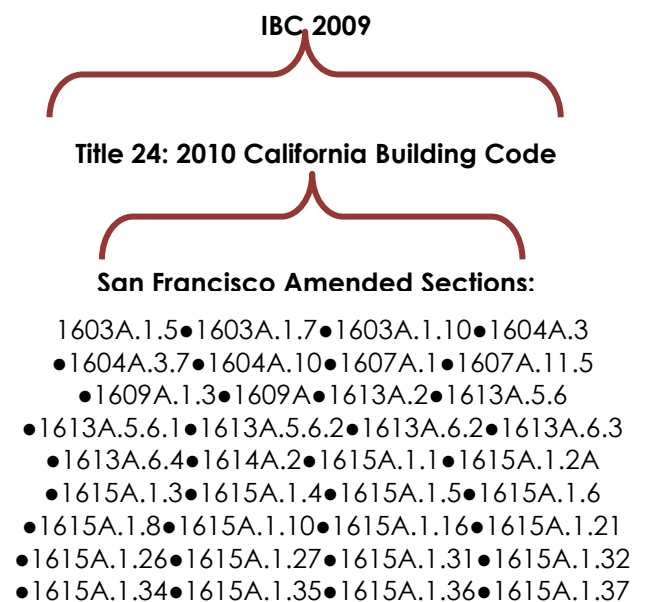 IBC 2009
Title 24: 2010 California Building Code
San Francisco Amended Sections:
1603A.1.5●1603A.1.7●1603A.1.10●1604A.3
●1604A.3.7●1604A.10●1607A.1●1607A.11.5
●1609A.1.3●1609A●1613A.2●1613A.5.6
●1613A.5.6.1●1613A.5.6.2●1613A.6.2●1613A.6.3
●1613A.6.4●1614A.2●1615A.1.1●1615A.1.2A
●1615A.1.3●1615A.1.4●1615A.1.5●1615A.1.6
●1615A.1.8●1615A.1.10●1615A.1.16●1615A.1.21
●1615A.1.26●1615A.1.27●1615A.1.31●1615A.1.32
●1615A.1.34●1615A.1.35●1615A.1.36●1615A.1.37